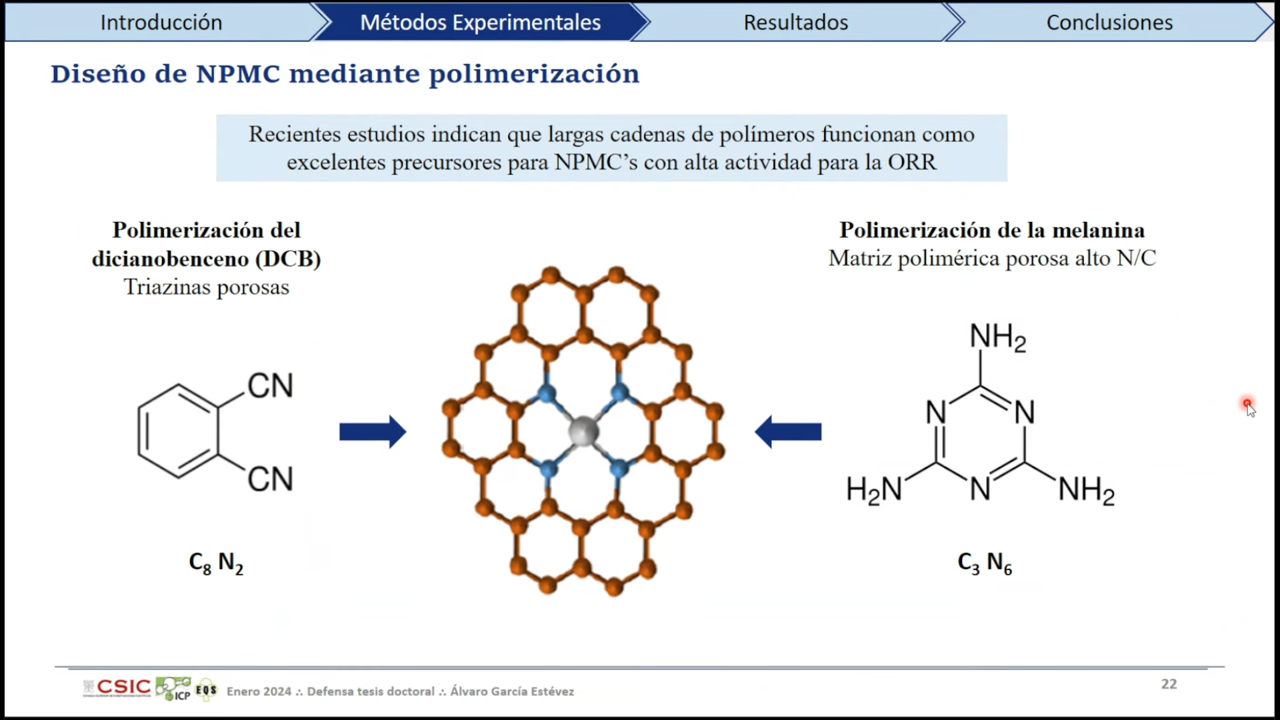 Introducción
Métodos Experimentales
Resultados
Conclusiones
Diseño de NPMC mediante polimerización
Recientes estudios indican que largas cadenas de polímeros funcionan como
excelentes precursores para NPMC’s con alta actividad para la ORR
Polimerización del
dicianobenceno (DCB)
Triazinas porosas
CN
CN
C₈ N₂
Polimerización de la melanina
Matriz polimérica porosa alto N/C
NH₂
N
N
H₂N
N
NH₂
C₃ N₆
CSIC
ICP
EQS
Enero 2024 ∴ Defensa tesis doctoral ∴ Álvaro García Estévez
22